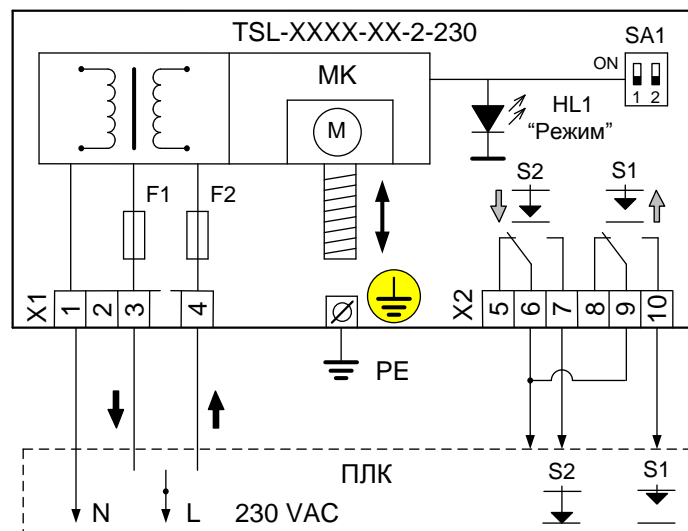 TSL-XXXX-XX-2-230
SA1
МК
ON
1 2
HL1
“Режим”
M
S2
S1
F1
F2
X1
1 2 3 4
X2
5 6 7 8 9 10
PE
ПЛК
S2
S1
N
L
230 VAC